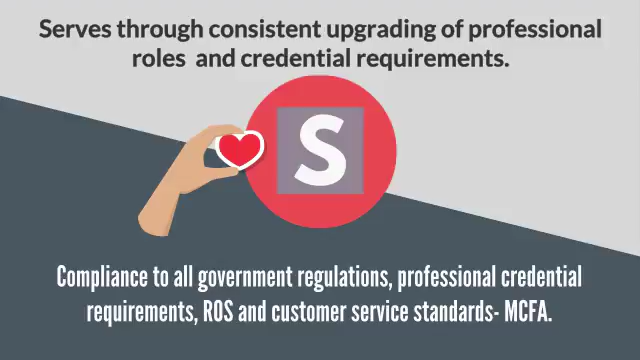 Serves through consistent upgrading of professional
roles  and credential requirements.
S
Compliance to all government regulations, professional credential
requirements, ROS and customer service standards- MCFA.